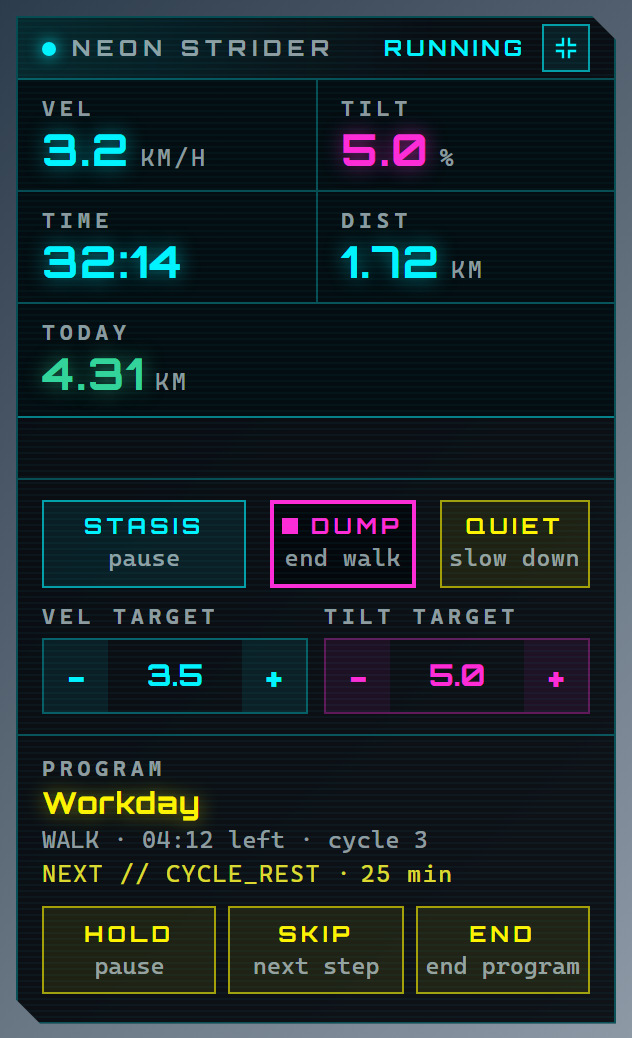 NEON STRIDER RUNNING
VEL
3.2 KM/H
TILT
5.0 %
TIME
32:14
DIST
1.72 KM
TODAY
4.31 KM
STASIS
pause
DUMP
end walk
QUIET
slow down
VEL TARGET
- 3.5 +
TILT TARGET
- 5.0 +
PROGRAM
Workday
WALK · 04:12 left · cycle 3
NEXT // CYCLE_REST · 25 min
HOLD
pause
SKIP
next step
END
end program